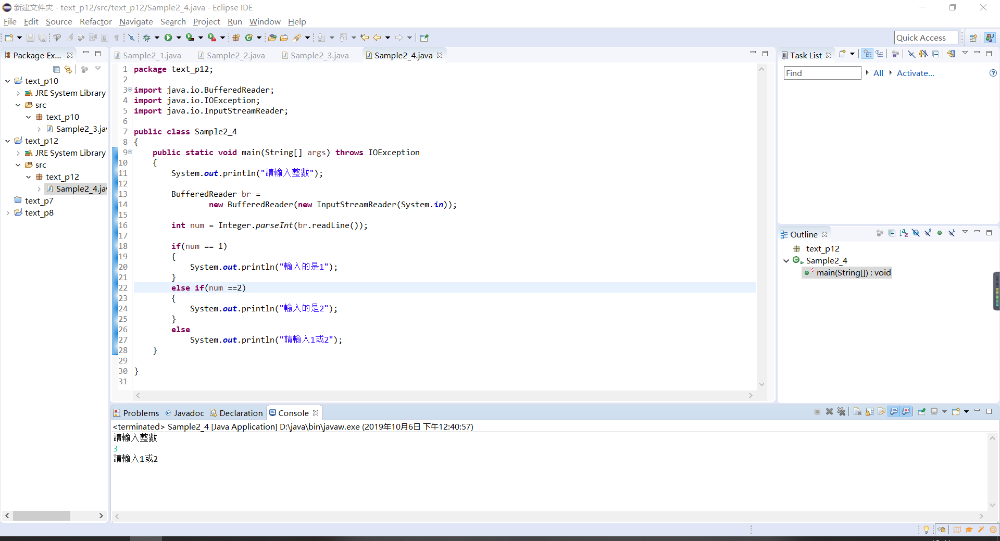 新建文件夹 - text_p12/src/text_p12/Sample2_4.java - Eclipse IDE
File Edit Source Refactor Navigate Search Project Run Window Help
Quick Access
Package Ex...
text_p10
JRE System Library
src
text_p10
Sample2_3.jav
text_p12
JRE System Library
src
text_p12
Sample2_4.jav
text_p7
text_p8
Sample2_1.java Sample2_2.java Sample2_3.java Sample2_4.java
1 package text_p12;
2
3 import java.io.BufferedReader;
4 import java.io.IOException;
5 import java.io.InputStreamReader;
6
7 public class Sample2_4
8 {
9 public static void main(String[] args) throws IOException
10 {
11 System.out.println("請輸入整數");
12
13 BufferedReader br =
14 new BufferedReader(new InputStreamReader(System.in));
15
16 int num = Integer.parseInt(br.readLine());
17
18 if(num == 1)
19 {
20 System.out.println("輸入的是1");
21 }
22 else if(num ==2)
23 {
24 System.out.println("輸入的是2");
25 }
26 else
27 System.out.println("請輸入1或2");
28 }
29
30 }
31
Task List
Find All Activate...
Outline
text_p12
Sample2_4
main(String[]) : void
Problems @ Javadoc Declaration Console
<terminated> Sample2_4 [Java Application] D:\java\bin\javaw.exe (2019年10月6日 下午12:40:57)
請輸入整數
3
請輸入1或2